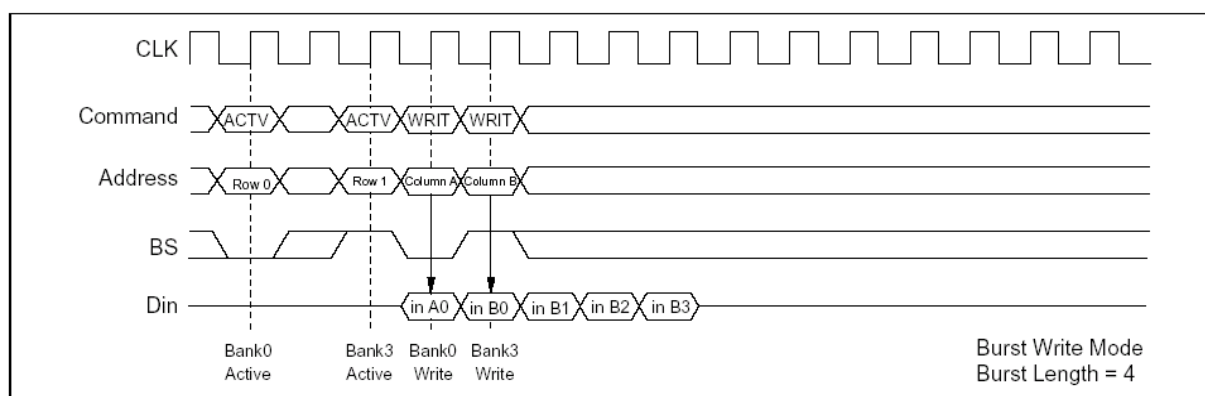 CLK
Command ACTV ACTV WRIT WRIT
Address Row 0 Row 1 Column A Column B
BS
Din in A0 in B0 in B1 in B2 in B3
Bank0 Bank3 Bank0 Bank3
Active Active Write Write
Burst Write Mode
Burst Length = 4